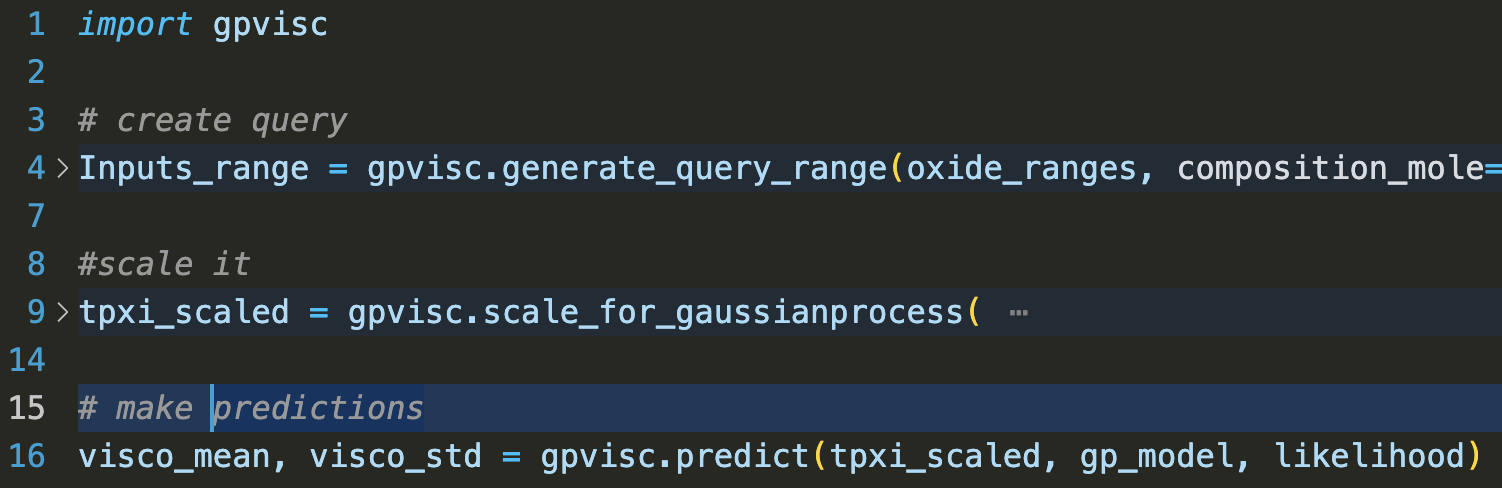 1 import gpvisc
2
3 # create query
4 Inputs_range = gpvisc.generate_query_range(oxide_ranges, composition_mole=
7
8 #scale it
9 tpxi_scaled = gpvisc.scale_for_gaussianprocess( ⋯
14
15 # make predictions
16 visco_mean, visco_std = gpvisc.predict(tpxi_scaled, gp_model, likelihood)